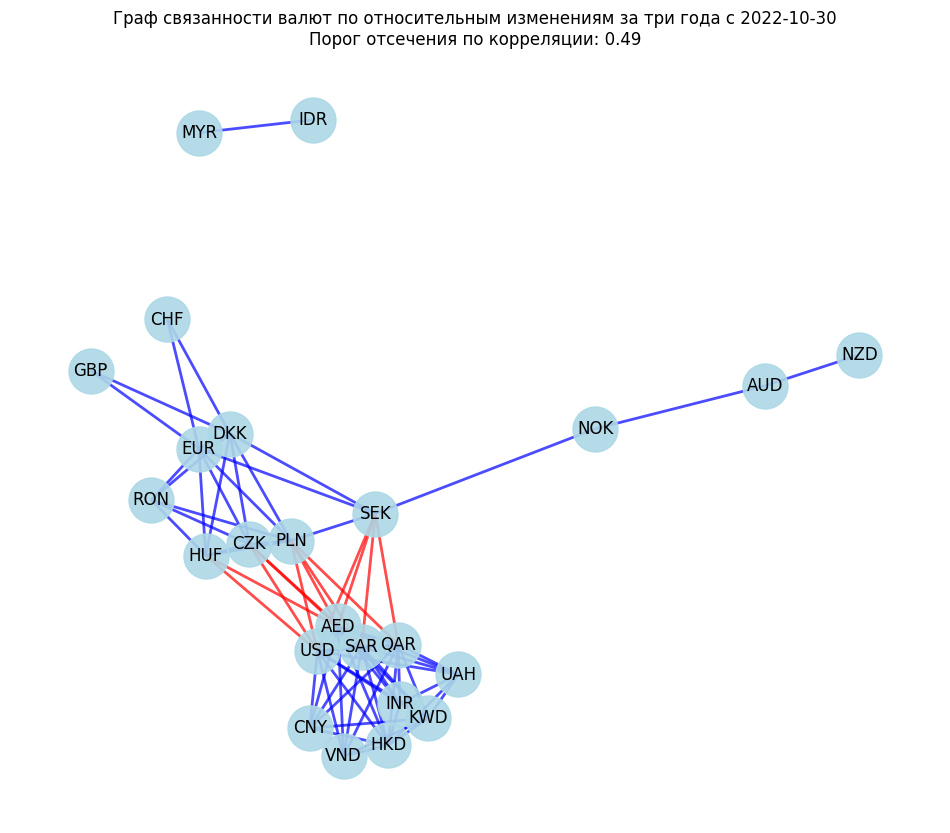 Граф связанности валют по относительным изменениям за три года с 2022-10-30
Порог отсечения по корреляции: 0.49
IDR
MYR
CHF
NZD
GBP
AUD
NOK
DKK
EUR
RON
SEK
PLN
CZK
HUF
AED
QAR
SAR
USD
UAH
INR
KWD
CNY
HKD
VND